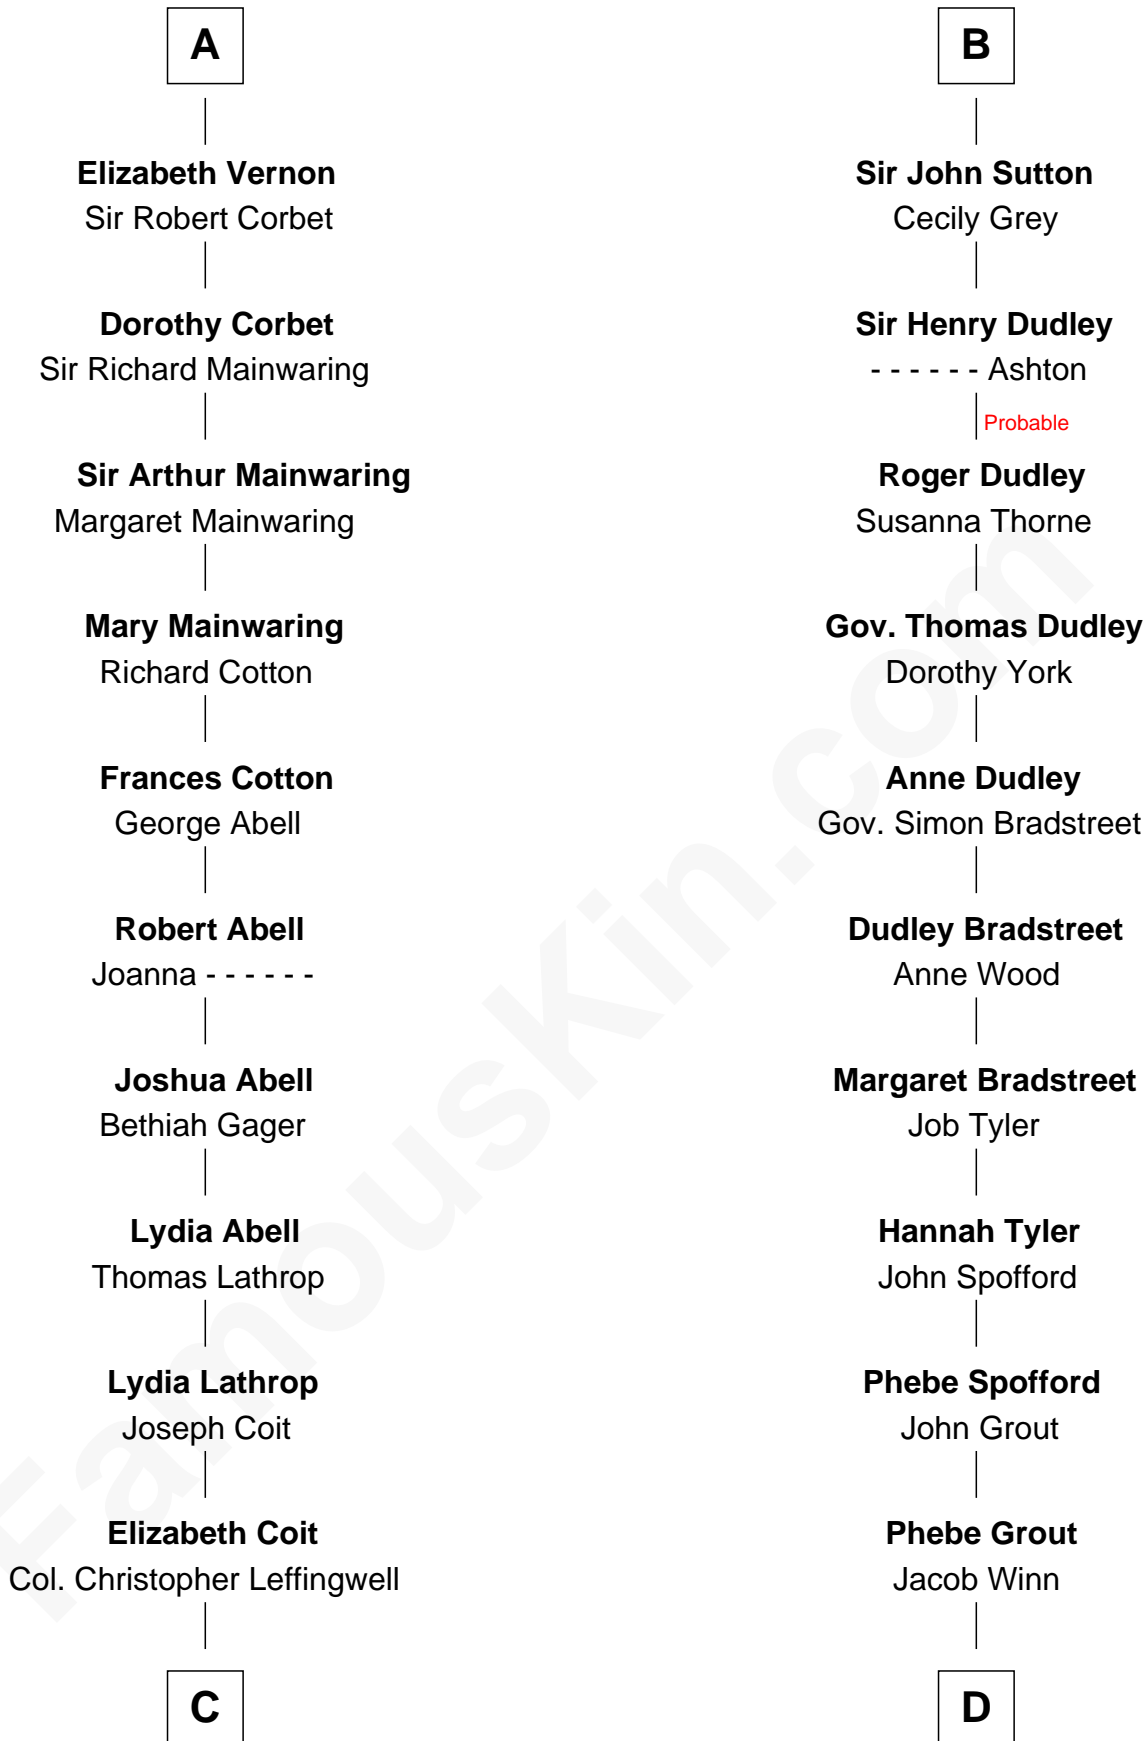 A
Elizabeth Vernon
Sir Robert Corbet
Dorothy Corbet
Sir Richard Mainwaring
Sir Arthur Mainwaring
Margaret Mainwaring
Mary Mainwaring
Richard Cotton
Frances Cotton
George Abell
Robert Abell
Joanna - - - - - -
Joshua Abell
Bethiah Gager
Lydia Abell
Thomas Lathrop
Lydia Lathrop
Joseph Coit
Elizabeth Coit
Col. Christopher Leffingwell
C
B
Sir John Sutton
Cecily Grey
Sir Henry Dudley
- - - - - - Ashton
Probable
Roger Dudley
Susanna Thorne
Gov. Thomas Dudley
Dorothy York
Anne Dudley
Gov. Simon Bradstreet
Dudley Bradstreet
Anne Wood
Margaret Bradstreet
Job Tyler
Hannah Tyler
John Spofford
Phebe Spofford
John Grout
Phebe Grout
Jacob Winn
D
FamousKin.com